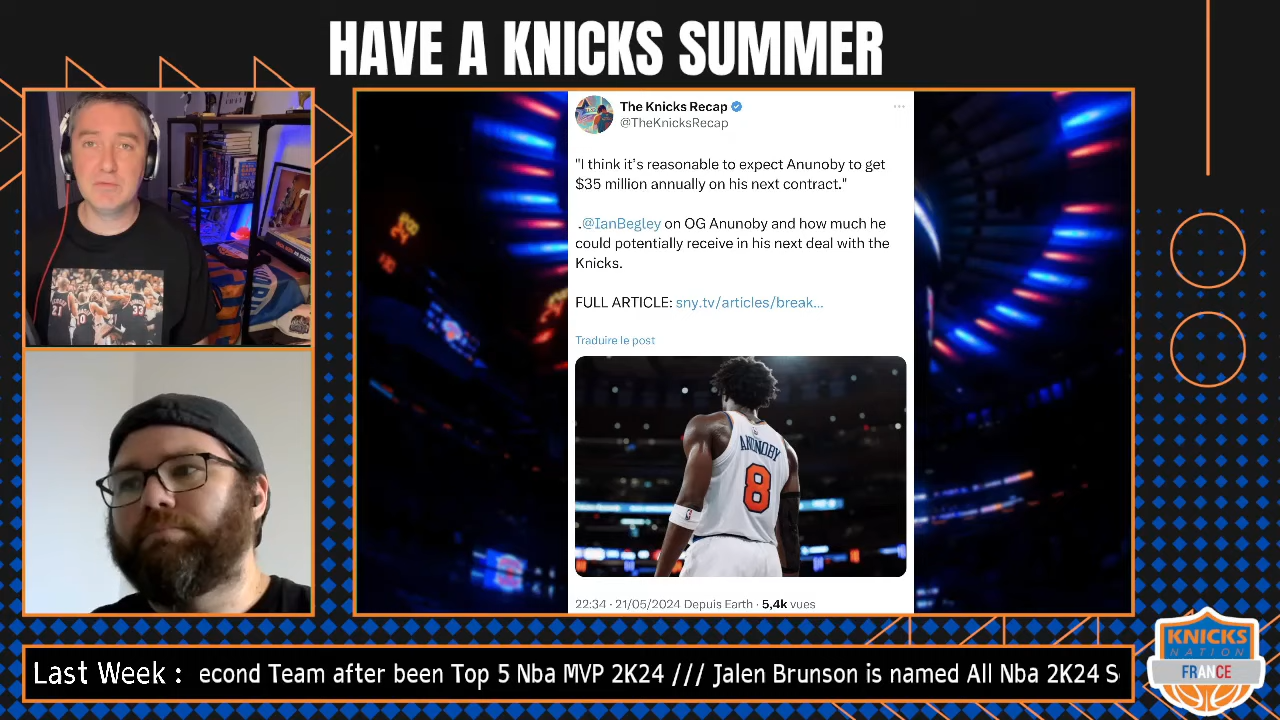 HAVE A KNICKS SUMMER
The Knicks Recap
@TheKnicksRecap
"I think it's reasonable to expect Anunoby to get
$35 million annually on his next contract."
.@IanBegley on OG Anunoby and how much he
could potentially receive in his next deal with the
Knicks.
FULL ARTICLE: sny.tv/articles/break...
Traduire le post
ANUNOBY
8
22:34 · 21/05/2024 Depuis Earth · 5,4k vues
21
10
33
Last Week : econd Team after been Top 5 Nba MVP 2K24 /// Jalen Brunson is named All Nba 2K24 S
KNICKS
NATION
FRANCE